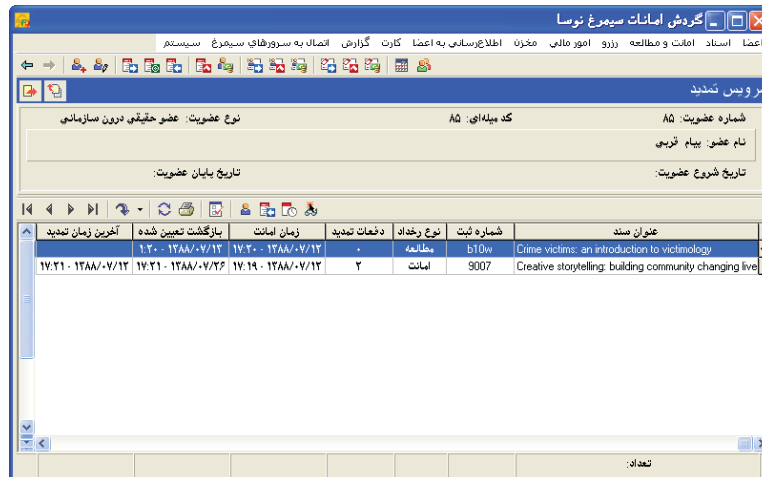 گردش امانات سیمرغ نوسا
اعضا اسناد امانت و مطالعه رزرو امور مالی مخزن اطلاع‌رسانی به اعضا کارت گزارش اتصال به سرورهای سیمرغ سیستم
سرویس تمدید
شماره عضویت: ۸۵ کد میله‌ای: ۸۵ نوع عضویت: عضو حقیقی درون سازمانی
نام عضو: پیام قربی
تاریخ شروع عضویت: تاریخ پایان عضویت:
عنوان سند شماره ثبت نوع رخداد دفعات تمدید زمان امانت بازگشت تعیین شده آخرین زمان تمدید
Crime victims: an introduction to victimology b10w مطالعه ۰ ۱۳۸۸/۰۷/۱۲ - ۱۷:۲۰ ۱۳۸۸/۰۷/۱۳ - ۱:۲۰
Creative storytelling: building community changing live 9007 امانت ۲ ۱۳۸۸/۰۷/۱۲ - ۱۷:۱۹ ۱۳۸۸/۰۷/۲۶ - ۱۷:۲۱ ۱۳۸۸/۰۷/۱۲ - ۱۷:۲۱
تعداد: